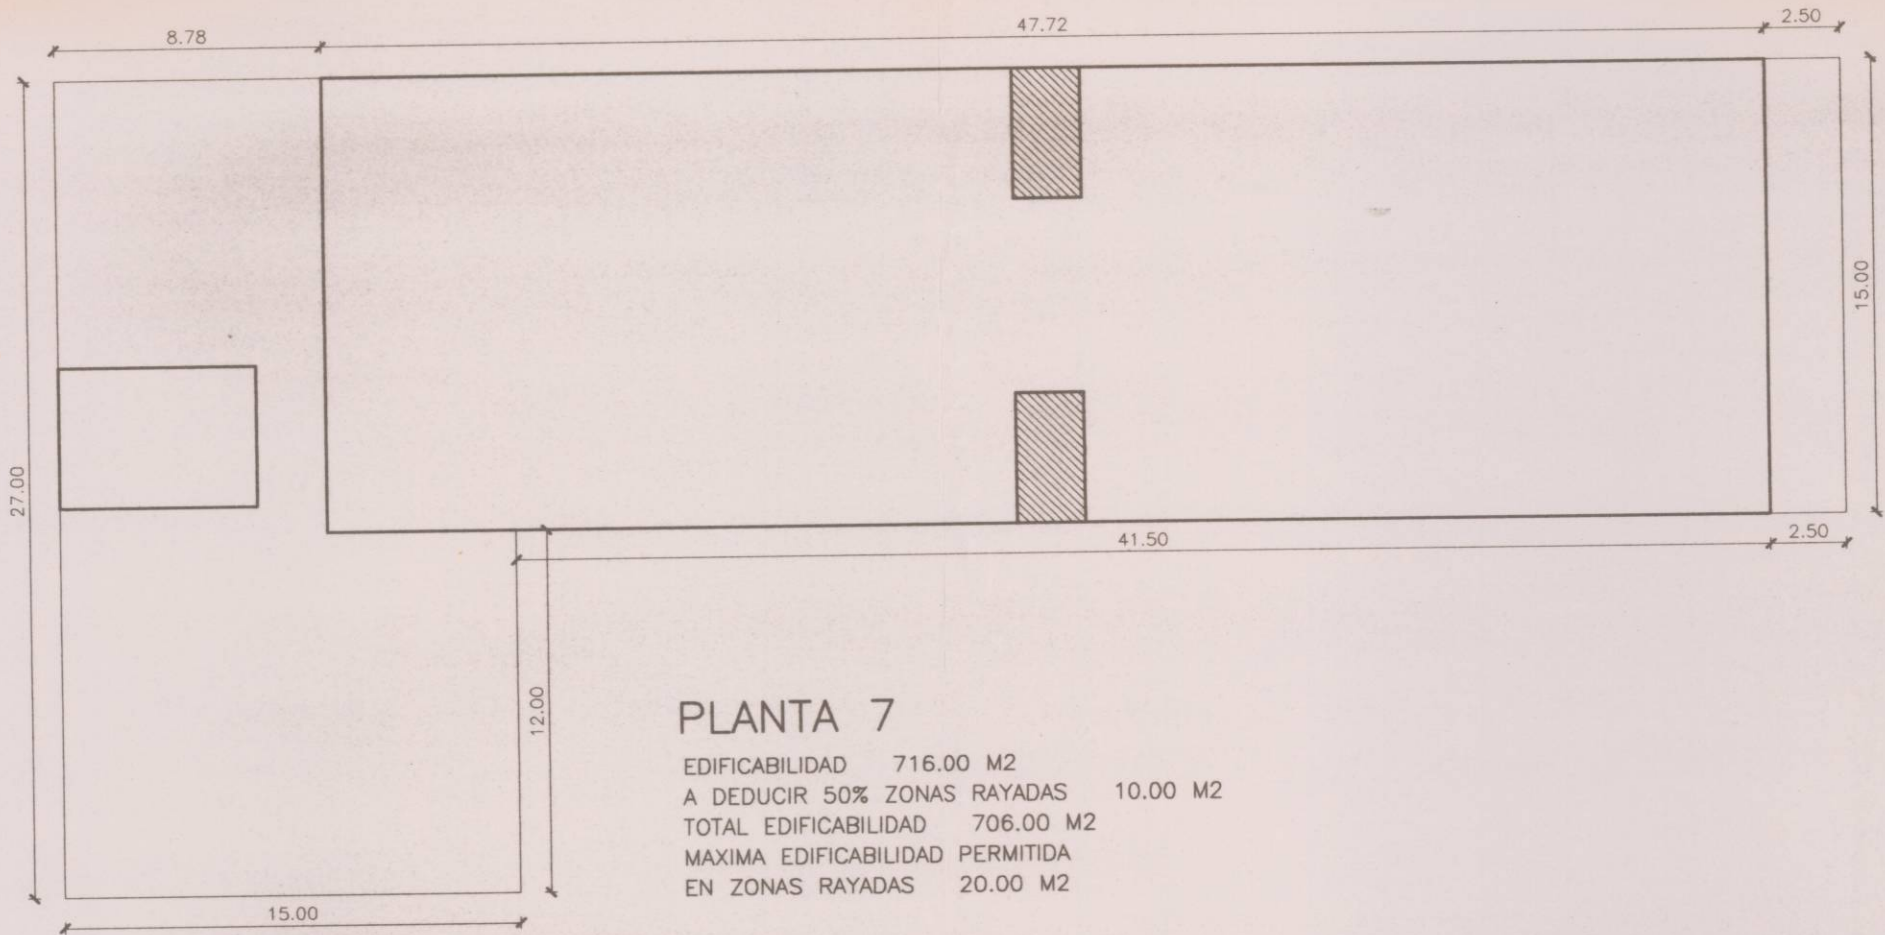 8.78
47.72
2.50
15.00
27.00
41.50
2.50
12.00
PLANTA 7
EDIFICABILIDAD 716.00 M2
A DEDUCIR 50% ZONAS RAYADAS 10.00 M2
TOTAL EDIFICABILIDAD 706.00 M2
MAXIMA EDIFICABILIDAD PERMITIDA
EN ZONAS RAYADAS 20.00 M2
15.00